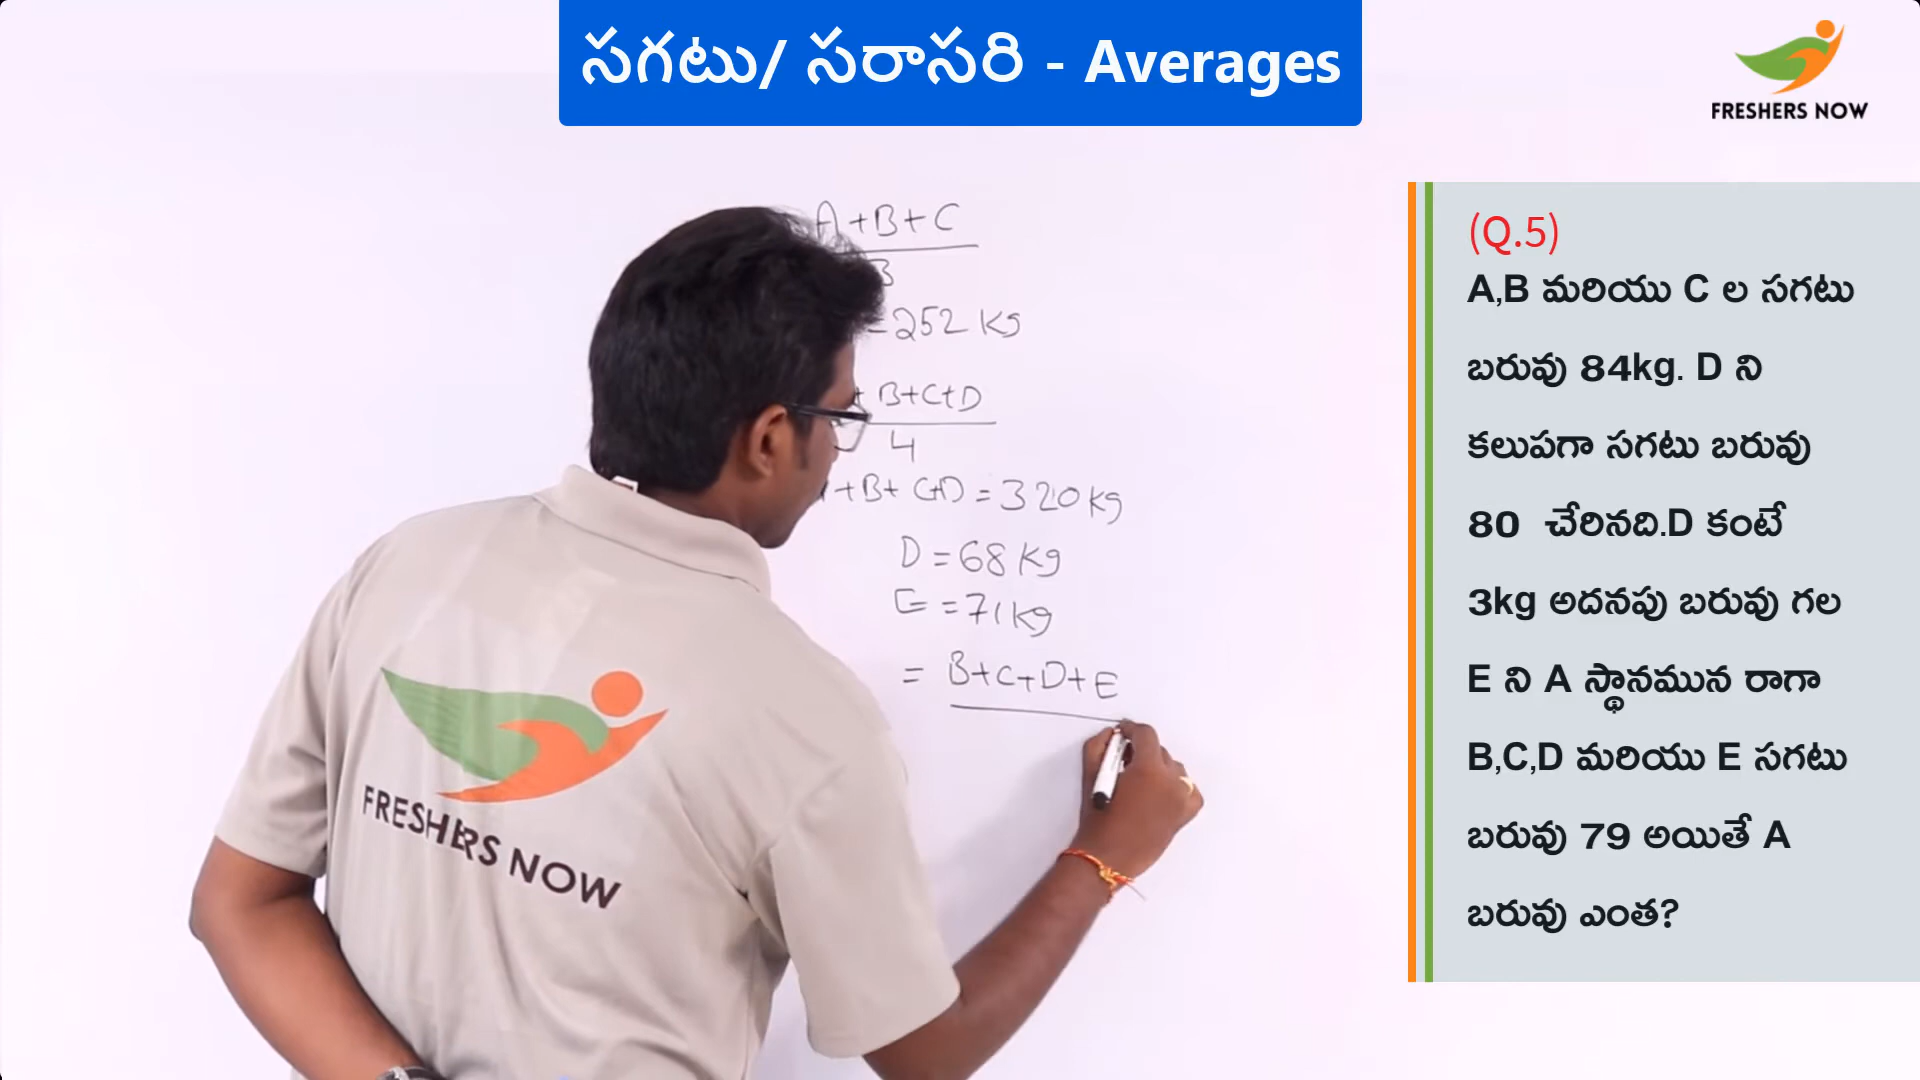 సగటు/ సరాసరి - Averages
FRESHERS NOW
A+B+C
3
=252 Kg
+ B+C+D
4
+B+ C+D = 320 Kg
D = 68 Kg
E = 71 Kg
= B+C+D+E
FRESHERS NOW
(Q.5)
A,B మరియు C ల సగటు
బరువు 84kg. D ని
కలుపగా సగటు బరువు
80 చేరినది.D కంటే
3kg అదనపు బరువు గల
E ని A స్థానమున రాగా
B,C,D మరియు E సగటు
బరువు 79 అయితే A
బరువు ఎంత?